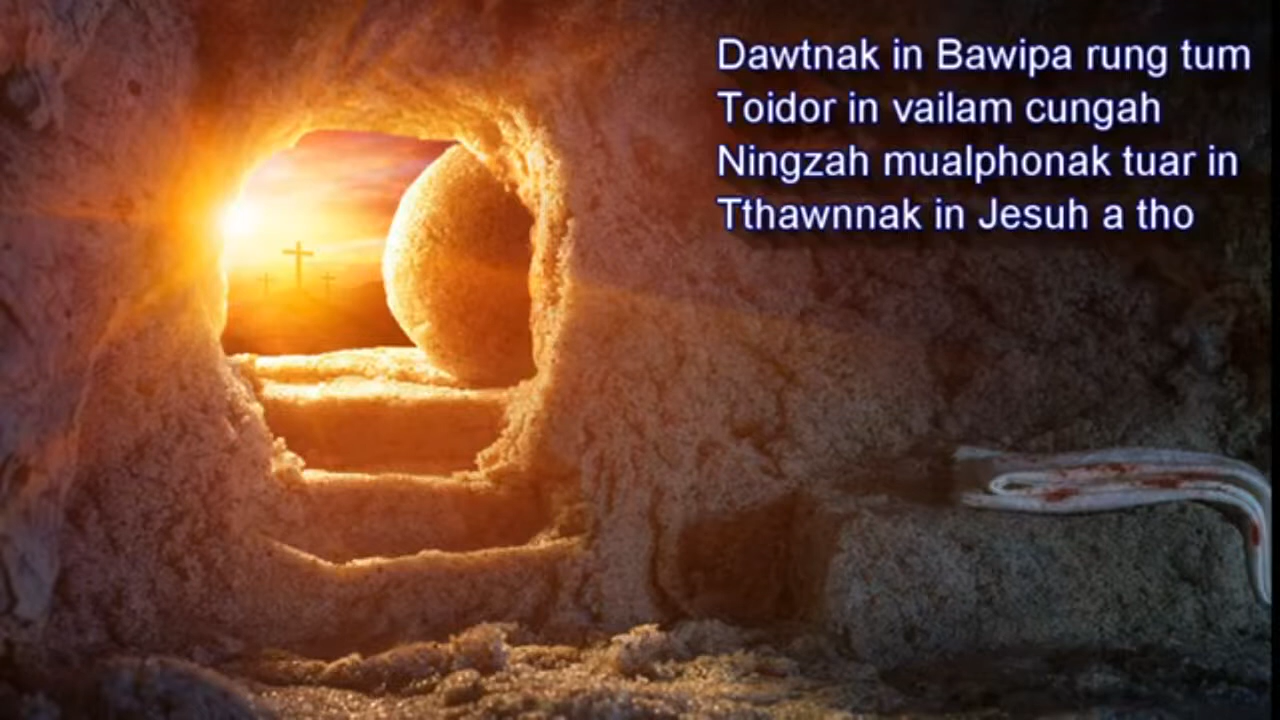 Dawtnak in Bawipa rung tum
Toidor in vailam cungah
Ningzah mualphonak tuar in
Tthawnnak in Jesuh a tho